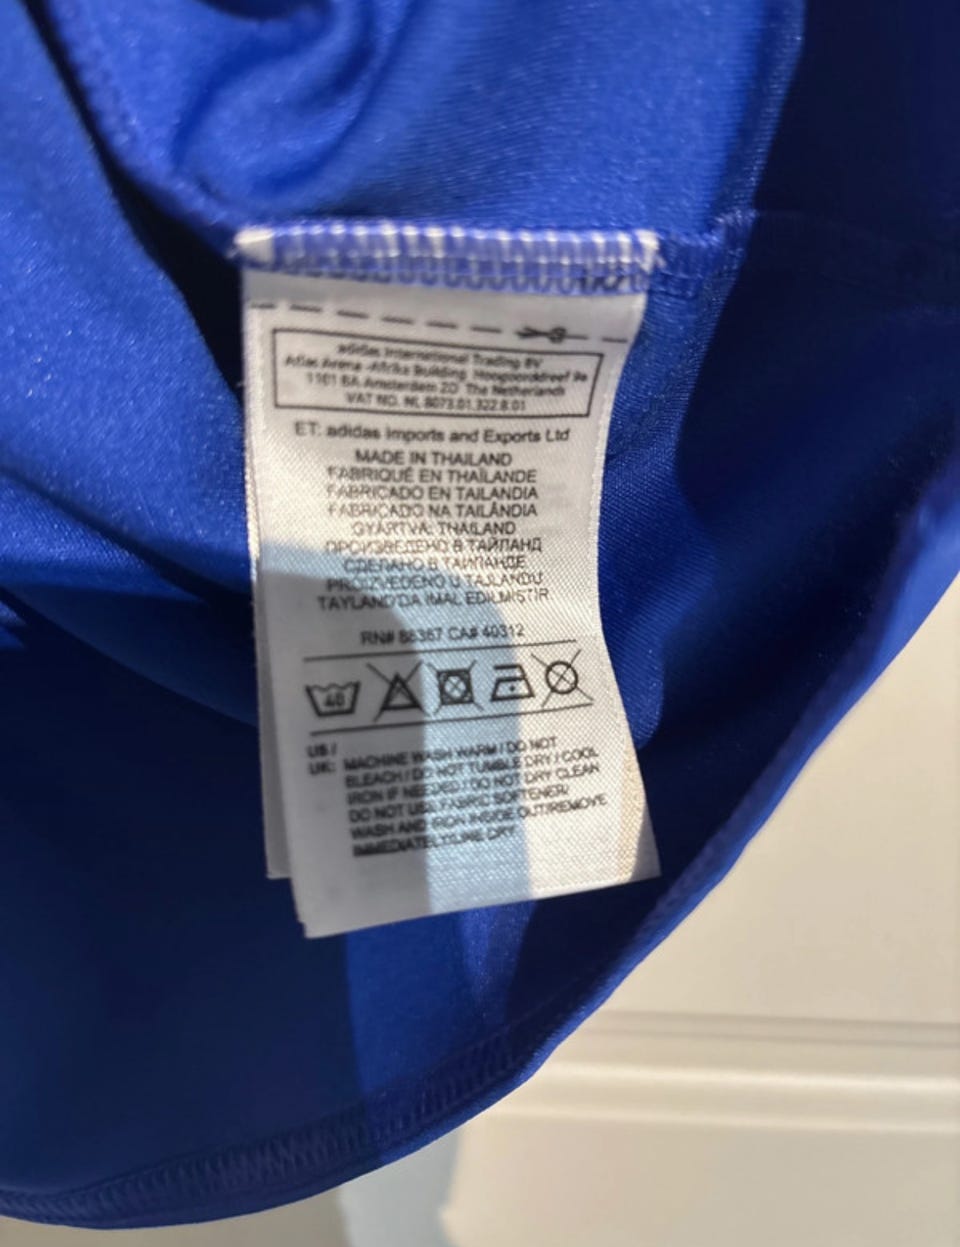 adidas International Trading BV
Atlas Arena -Afrika Building Hoogoorddreef 9a
1101 BA Amsterdam ZO The Netherlands
VAT NO. NL 8073.01.322.B.01
ET: adidas Imports and Exports Ltd
MADE IN THAILAND
FABRIQUÉ EN THAÏLANDE
FABRICADO EN TAILANDIA
FABRICADO NA TAILÂNDIA
GYÁRTVA: THAILAND
ПРОИЗВЕДЕНО В ТАЙЛАНД
СДЕЛАНО В ТАИЛАНДЕ
PROIZVEDENO U TAJLANDU
TAYLAND'DA IMAL EDILMISTIR
RN# 88387 CA# 40312
40
US /
UK: MACHINE WASH WARM / DO NOT
BLEACH / DO NOT TUMBLE DRY / COOL
IRON IF NEEDED / DO NOT DRY CLEAN
DO NOT USE FABRIC SOFTENER/
WASH AND IRON INSIDE OUT/REMOVE
IMMEDIATELY/LINE DRY